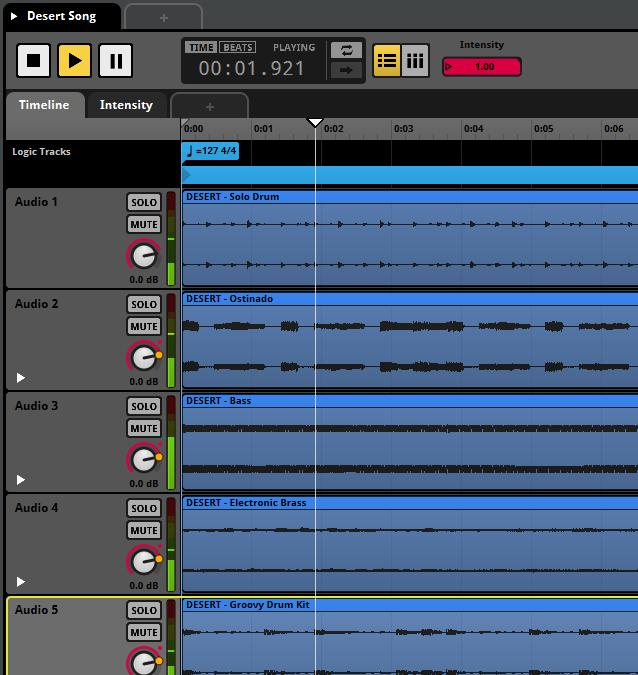 Desert Song
+
TIME BEATS PLAYING
00:01.921
Intensity
1.00
Timeline
Intensity
+
0:00 0:01 0:02 0:03 0:04 0:05 0:06
Logic Tracks
♩=127 4/4
Audio 1
SOLO
MUTE
0.0 dB
DESERT - Solo Drum
Audio 2
SOLO
MUTE
0.0 dB
DESERT - Ostinado
Audio 3
SOLO
MUTE
0.0 dB
DESERT - Bass
Audio 4
SOLO
MUTE
0.0 dB
DESERT - Electronic Brass
Audio 5
SOLO
MUTE
DESERT - Groovy Drum Kit